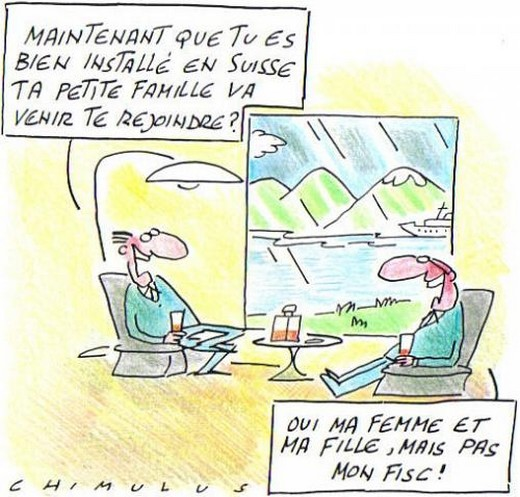 MAINTENANT QUE TU ES
BIEN INSTALLÉ EN SUISSE
TA PETITE FAMILLE VA
VENIR TE REJOINDRE?
OUI MA FEMME ET
MA FILLE, MAIS PAS
MON FISC!
CHIMULUS